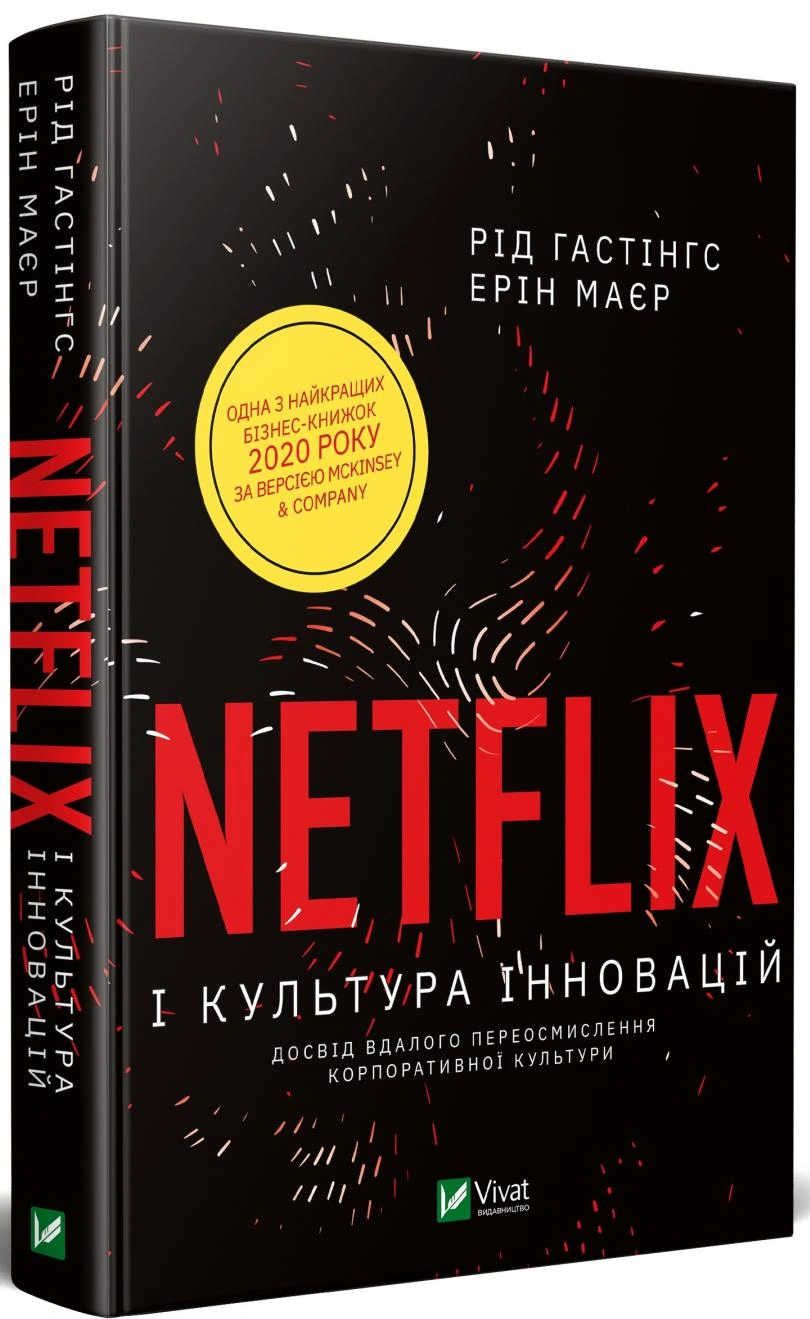 РІД ГАСТІНГС
ЕРІН МАЄР
NETFLIX
І КУЛЬТУРА
ІННОВАЦІЙ
РІД ГАСТІНГС
ЕРІН МАЄР
ОДНА З НАЙКРАЩИХ
БІЗНЕС-КНИЖОК
2020 РОКУ
ЗА ВЕРСІЄЮ MCKINSEY
& COMPANY
NETFLIX
І КУЛЬТУРА ІННОВАЦІЙ
ДОСВІД ВДАЛОГО ПЕРЕОСМИСЛЕННЯ
КОРПОРАТИВНОЇ КУЛЬТУРИ
Vivat
ВИДАВНИЦТВО